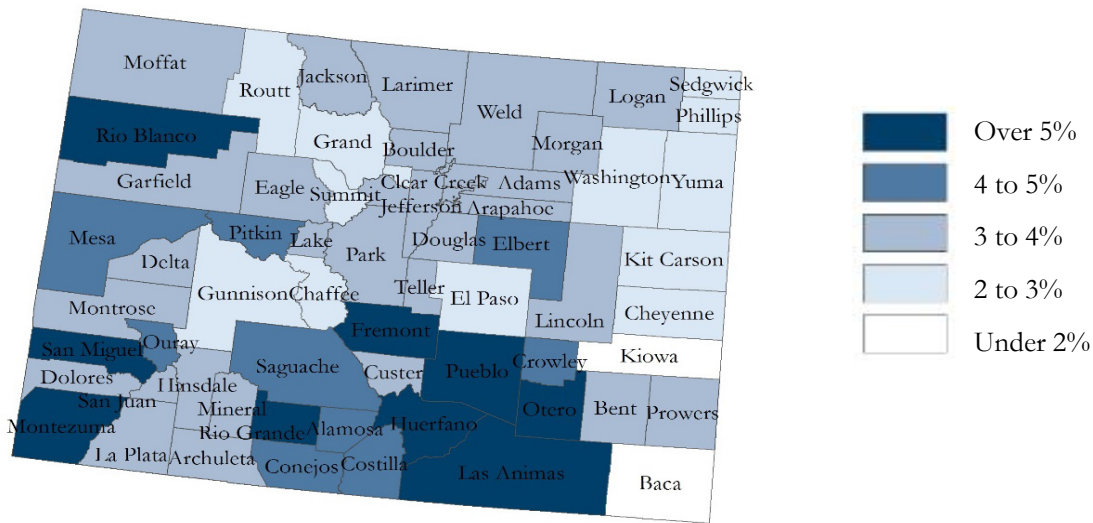 Moffat
Routt
Jackson
Larimer
Weld
Logan
Sedgwick
Phillips
Rio Blanco
Grand
Boulder
Morgan
Washington
Yuma
Garfield
Eagle
Summit
Clear Creek
Jefferson
Adams
Arapahoc
Mesa
Pitkin
Lake
Park
Douglas
Elbert
Kit Carson
Delta
Gunnison
Chaffee
Teller
El Paso
Lincoln
Cheyenne
Montrosc
Ouray
San Miguel
Fremont
Crowley
Kiowa
Dolores
Hinsdale
Saguache
Custer
Pueblo
Otero
Bent
Prowers
San Juan
Mineral
Montezuma
Rio Grande
Alamosa
Huerfano
La Plata
Archuleta
Conejos
Costilla
Las Animas
Baca
Over 5%
4 to 5%
3 to 4%
2 to 3%
Under 2%